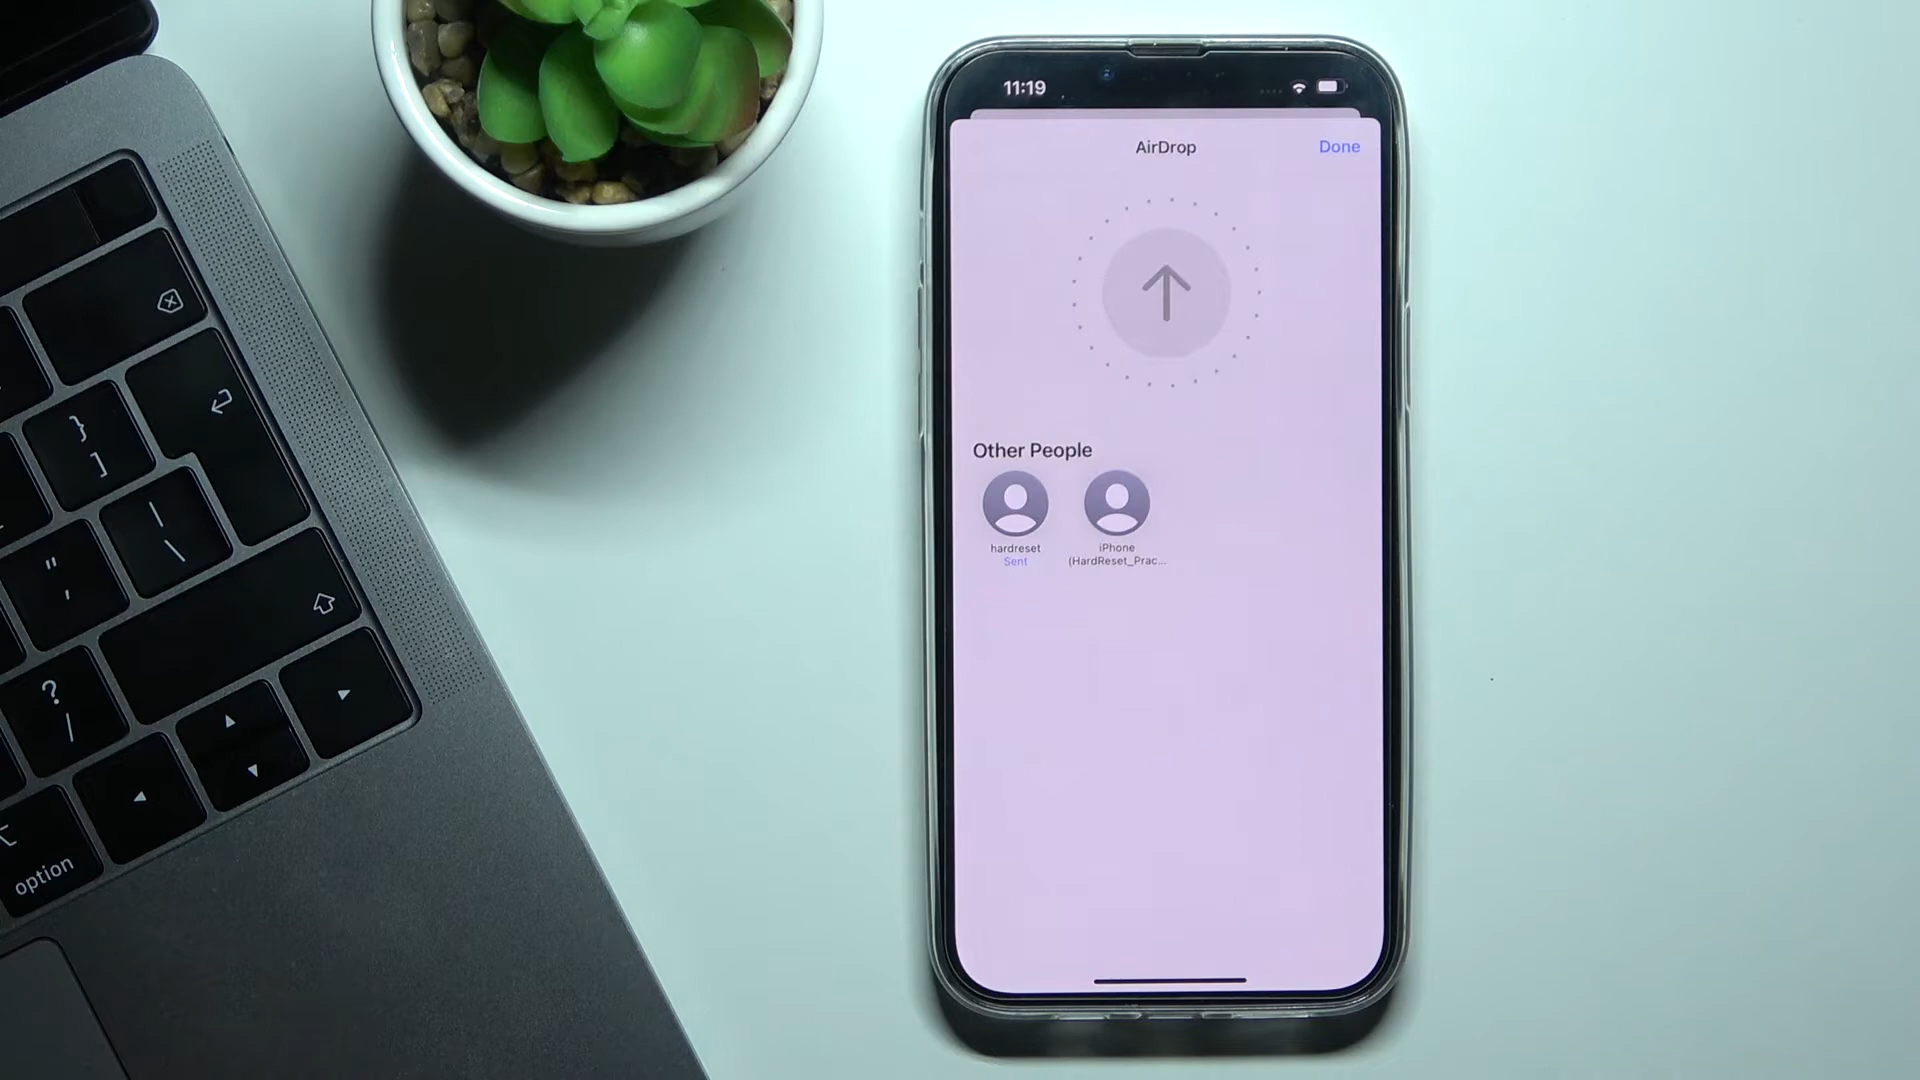 11:19
AirDrop
Done
Other People
hardreset
Sent
iPhone
(HardReset_Prac...
}
]
"
,
|
\
?
/
option